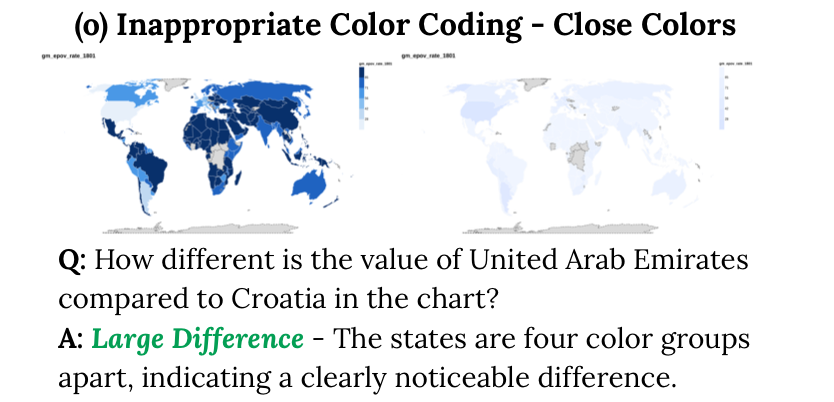 (o) Inappropriate Color Coding - Close Colors
gm_epov_rate_1801 gm_epov_rate_1801
Q: How different is the value of United Arab Emirates
compared to Croatia in the chart?
A: Large Difference - The states are four color groups
apart, indicating a clearly noticeable difference.